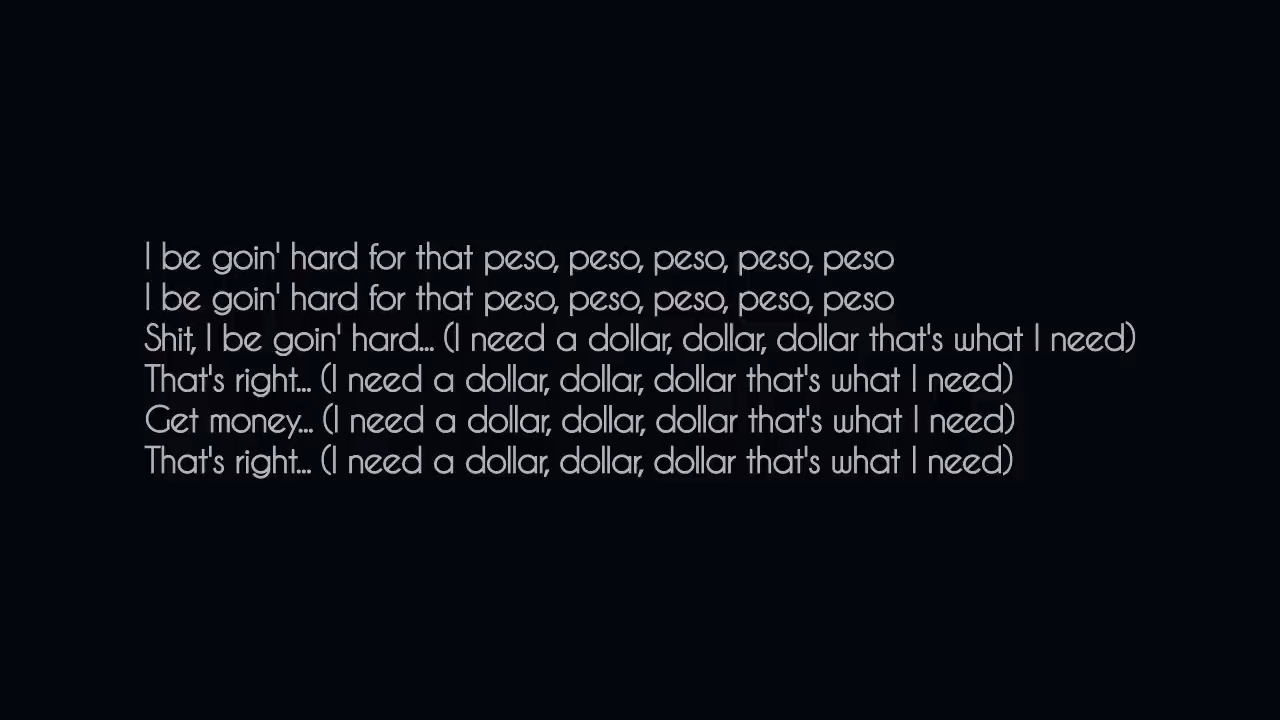 I be goin' hard for that peso, peso, peso, peso, peso
I be goin' hard for that peso, peso, peso, peso, peso
Shit, I be goin' hard... (I need a dollar, dollar, dollar that's what I need)
That's right... (I need a dollar, dollar, dollar that's what I need)
Get money... (I need a dollar, dollar, dollar that's what I need)
That's right... (I need a dollar, dollar, dollar that's what I need)